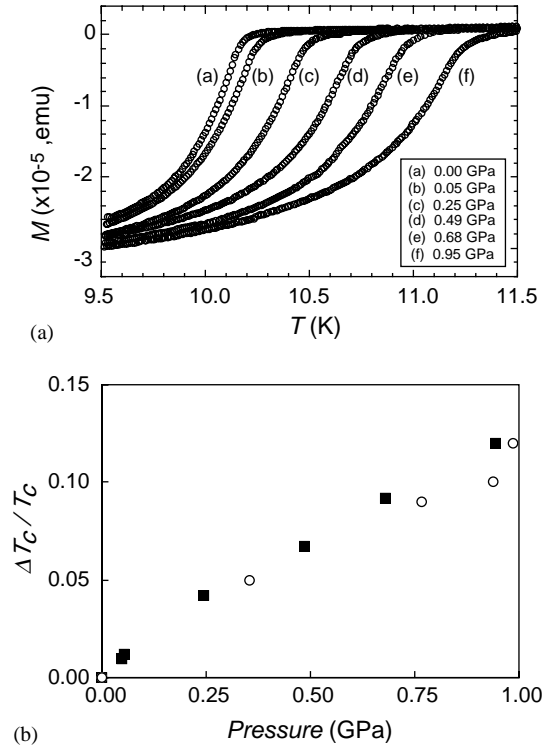 0
-1
-2
-3
M (x10-5 ,emu)
(a) (b) (c) (d) (e) (f)
(a) 0.00 GPa
(b) 0.05 GPa
(c) 0.25 GPa
(d) 0.49 GPa
(e) 0.68 GPa
(f) 0.95 GPa
9.5 10.0 10.5 11.0 11.5
T (K)
(a)
0.15
0.10
0.05
0.00
ΔTc / Tc
0.00 0.25 0.50 0.75 1.00
Pressure (GPa)
(b)